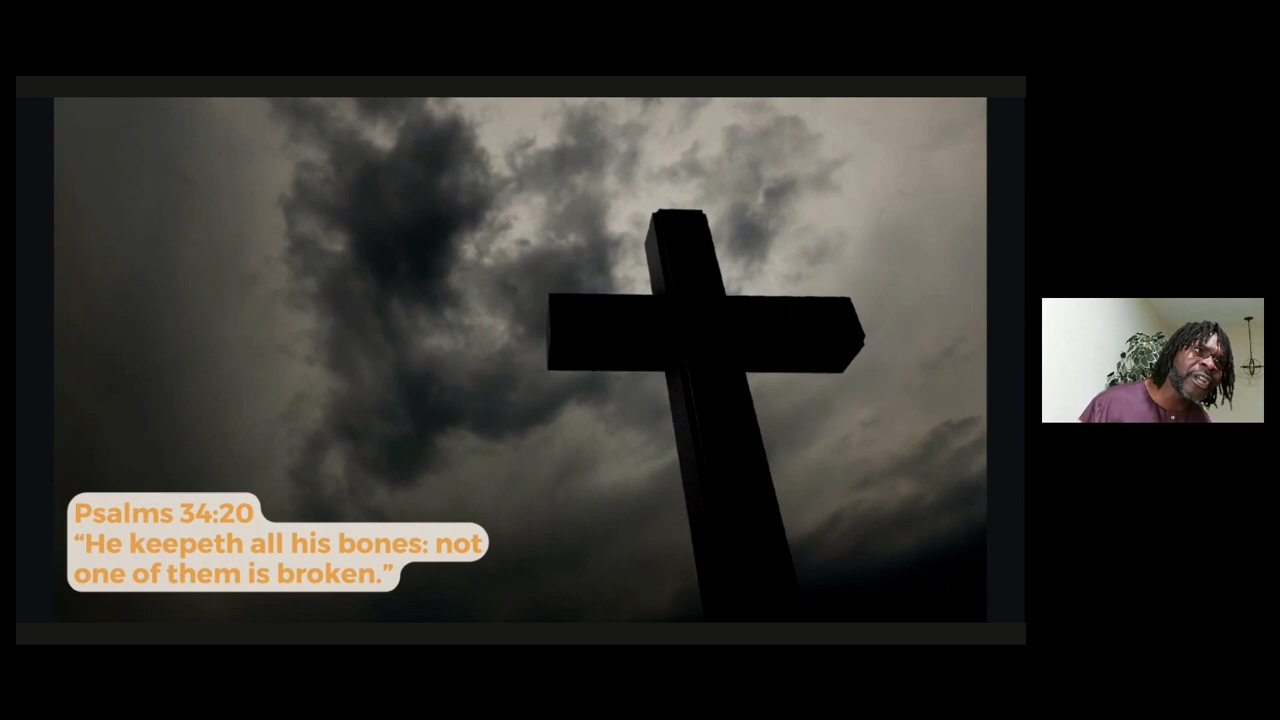 Psalms 34:20
“He keepeth all his bones: not
one of them is broken.”